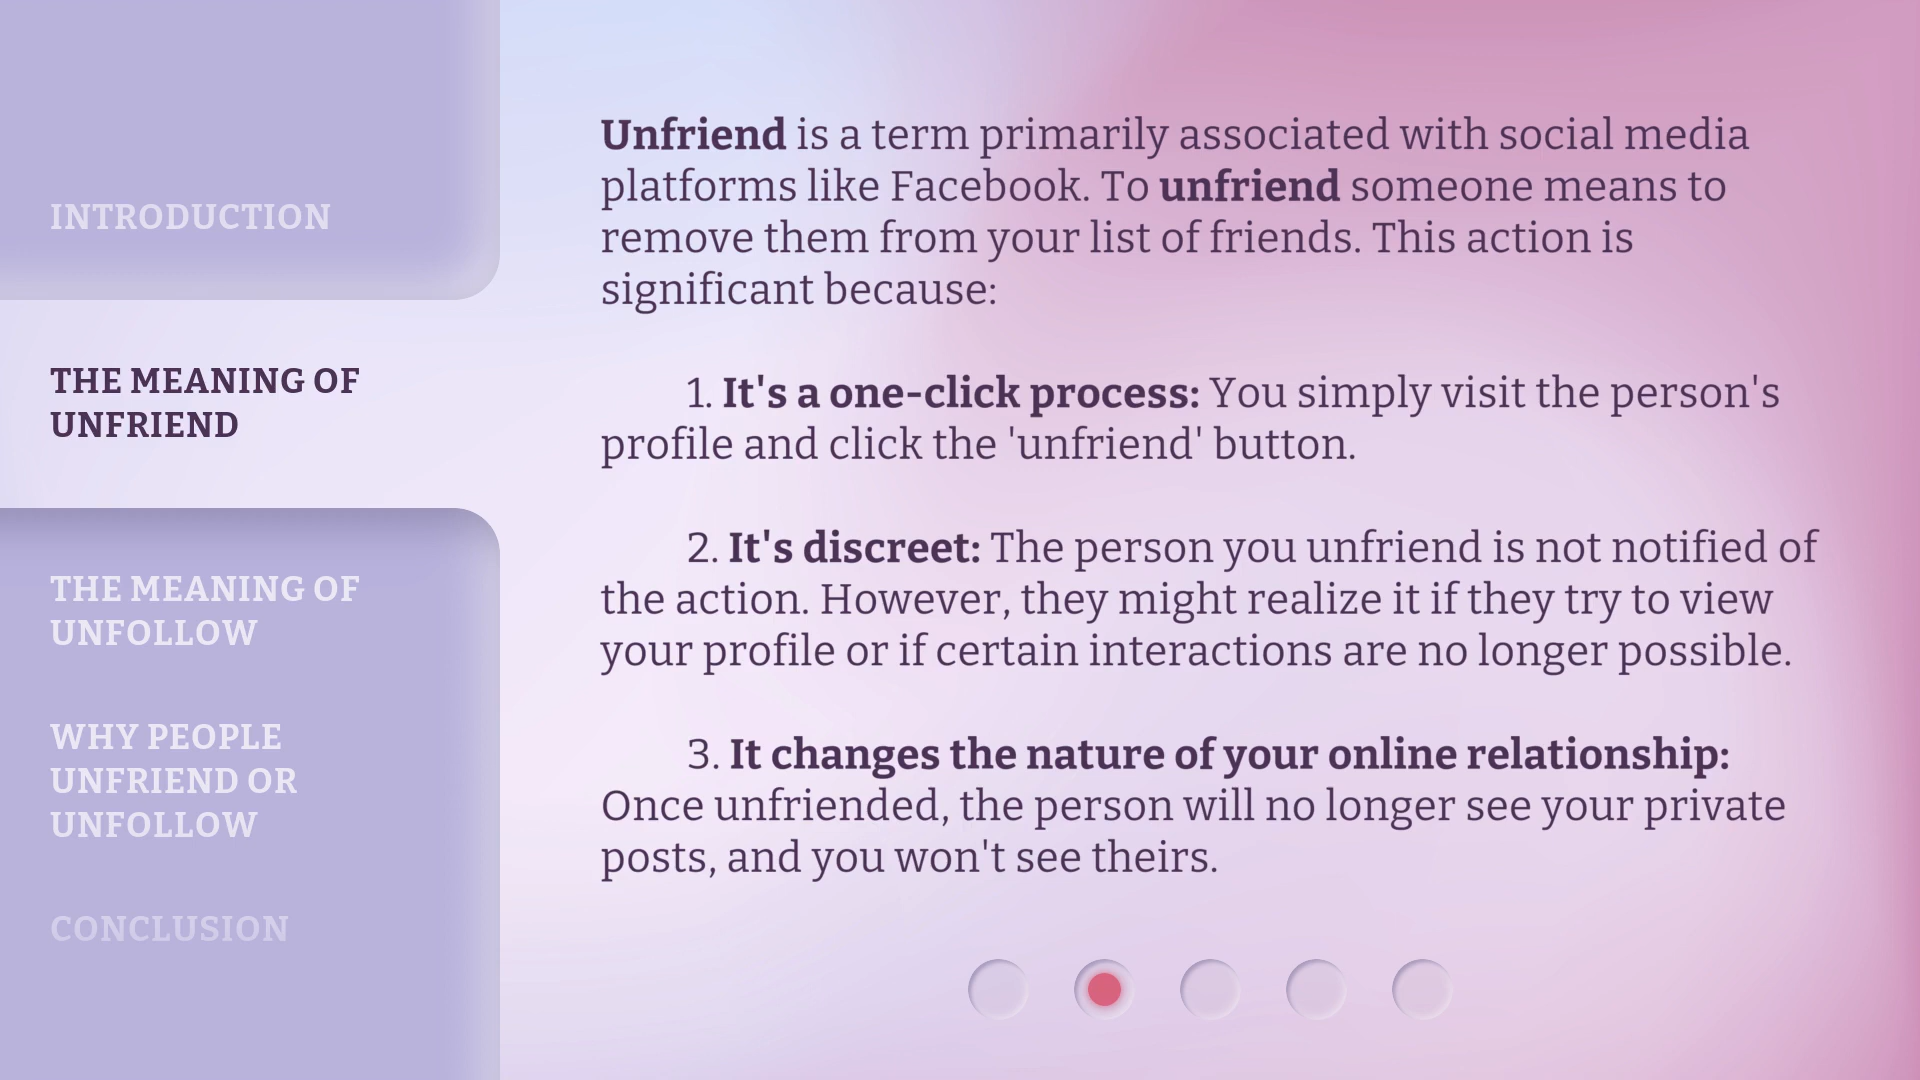 INTRODUCTION
THE MEANING OF
UNFRIEND
THE MEANING OF
UNFOLLOW
WHY PEOPLE
UNFRIEND OR
UNFOLLOW
CONCLUSION
Unfriend is a term primarily associated with social media
platforms like Facebook. To unfriend someone means to
remove them from your list of friends. This action is
significant because:
1. It's a one-click process: You simply visit the person's
profile and click the 'unfriend' button.
2. It's discreet: The person you unfriend is not notified of
the action. However, they might realize it if they try to view
your profile or if certain interactions are no longer possible.
3. It changes the nature of your online relationship:
Once unfriended, the person will no longer see your private
posts, and you won't see theirs.